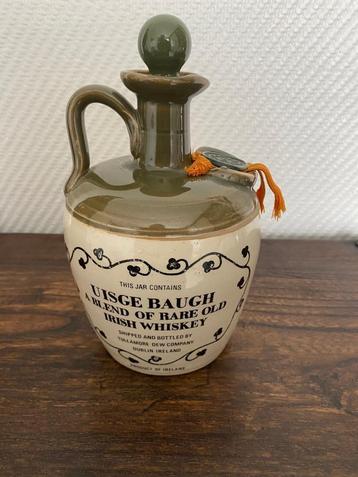 THIS JAR CONTAINS
UISGE BAUGH
A BLEND OF RARE OLD
IRISH WHISKEY
SHIPPED AND BOTTLED BY
TULLAMORE DEW COMPANY
DUBLIN IRELAND
PRODUCT OF IRELAND